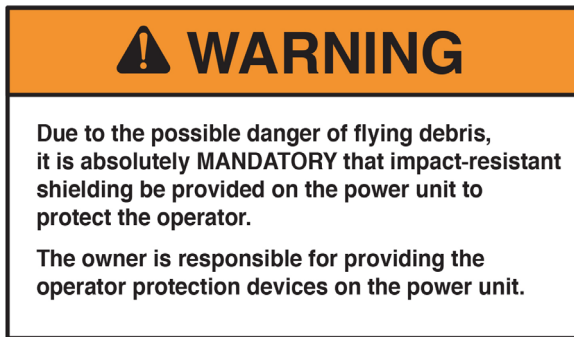 WARNING
Due to the possible danger of flying debris,
it is absolutely MANDATORY that impact-resistant
shielding be provided on the power unit to
protect the operator.
The owner is responsible for providing the
operator protection devices on the power unit.